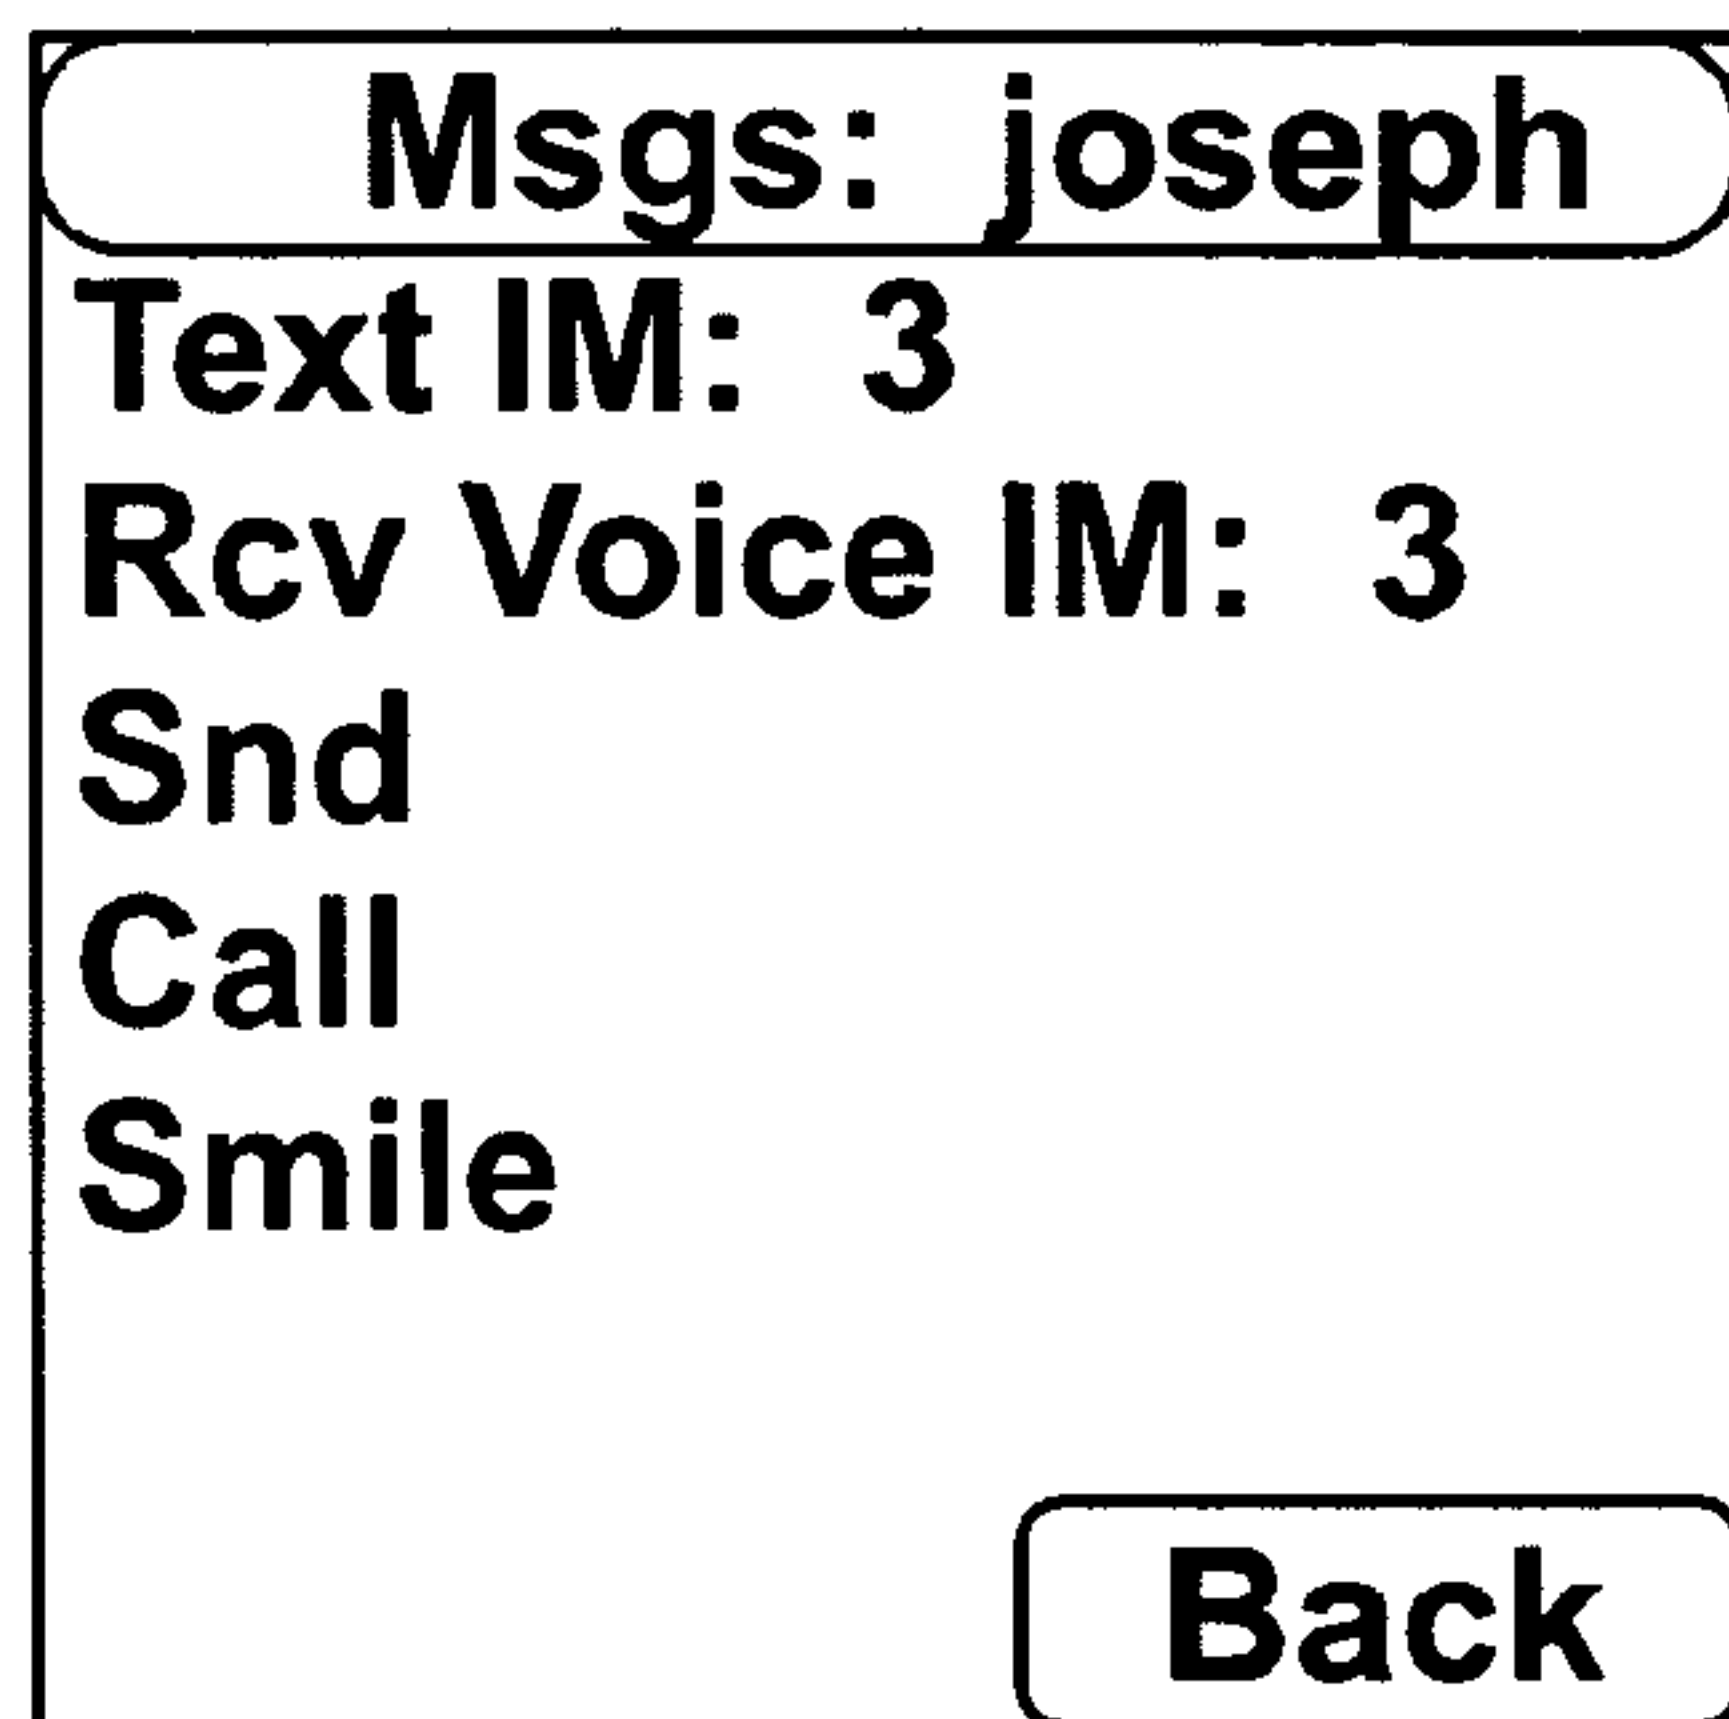 Msgs: joseph
Text IM: 3
Rcv Voice IM: 3
Snd
Call
Smile
Back